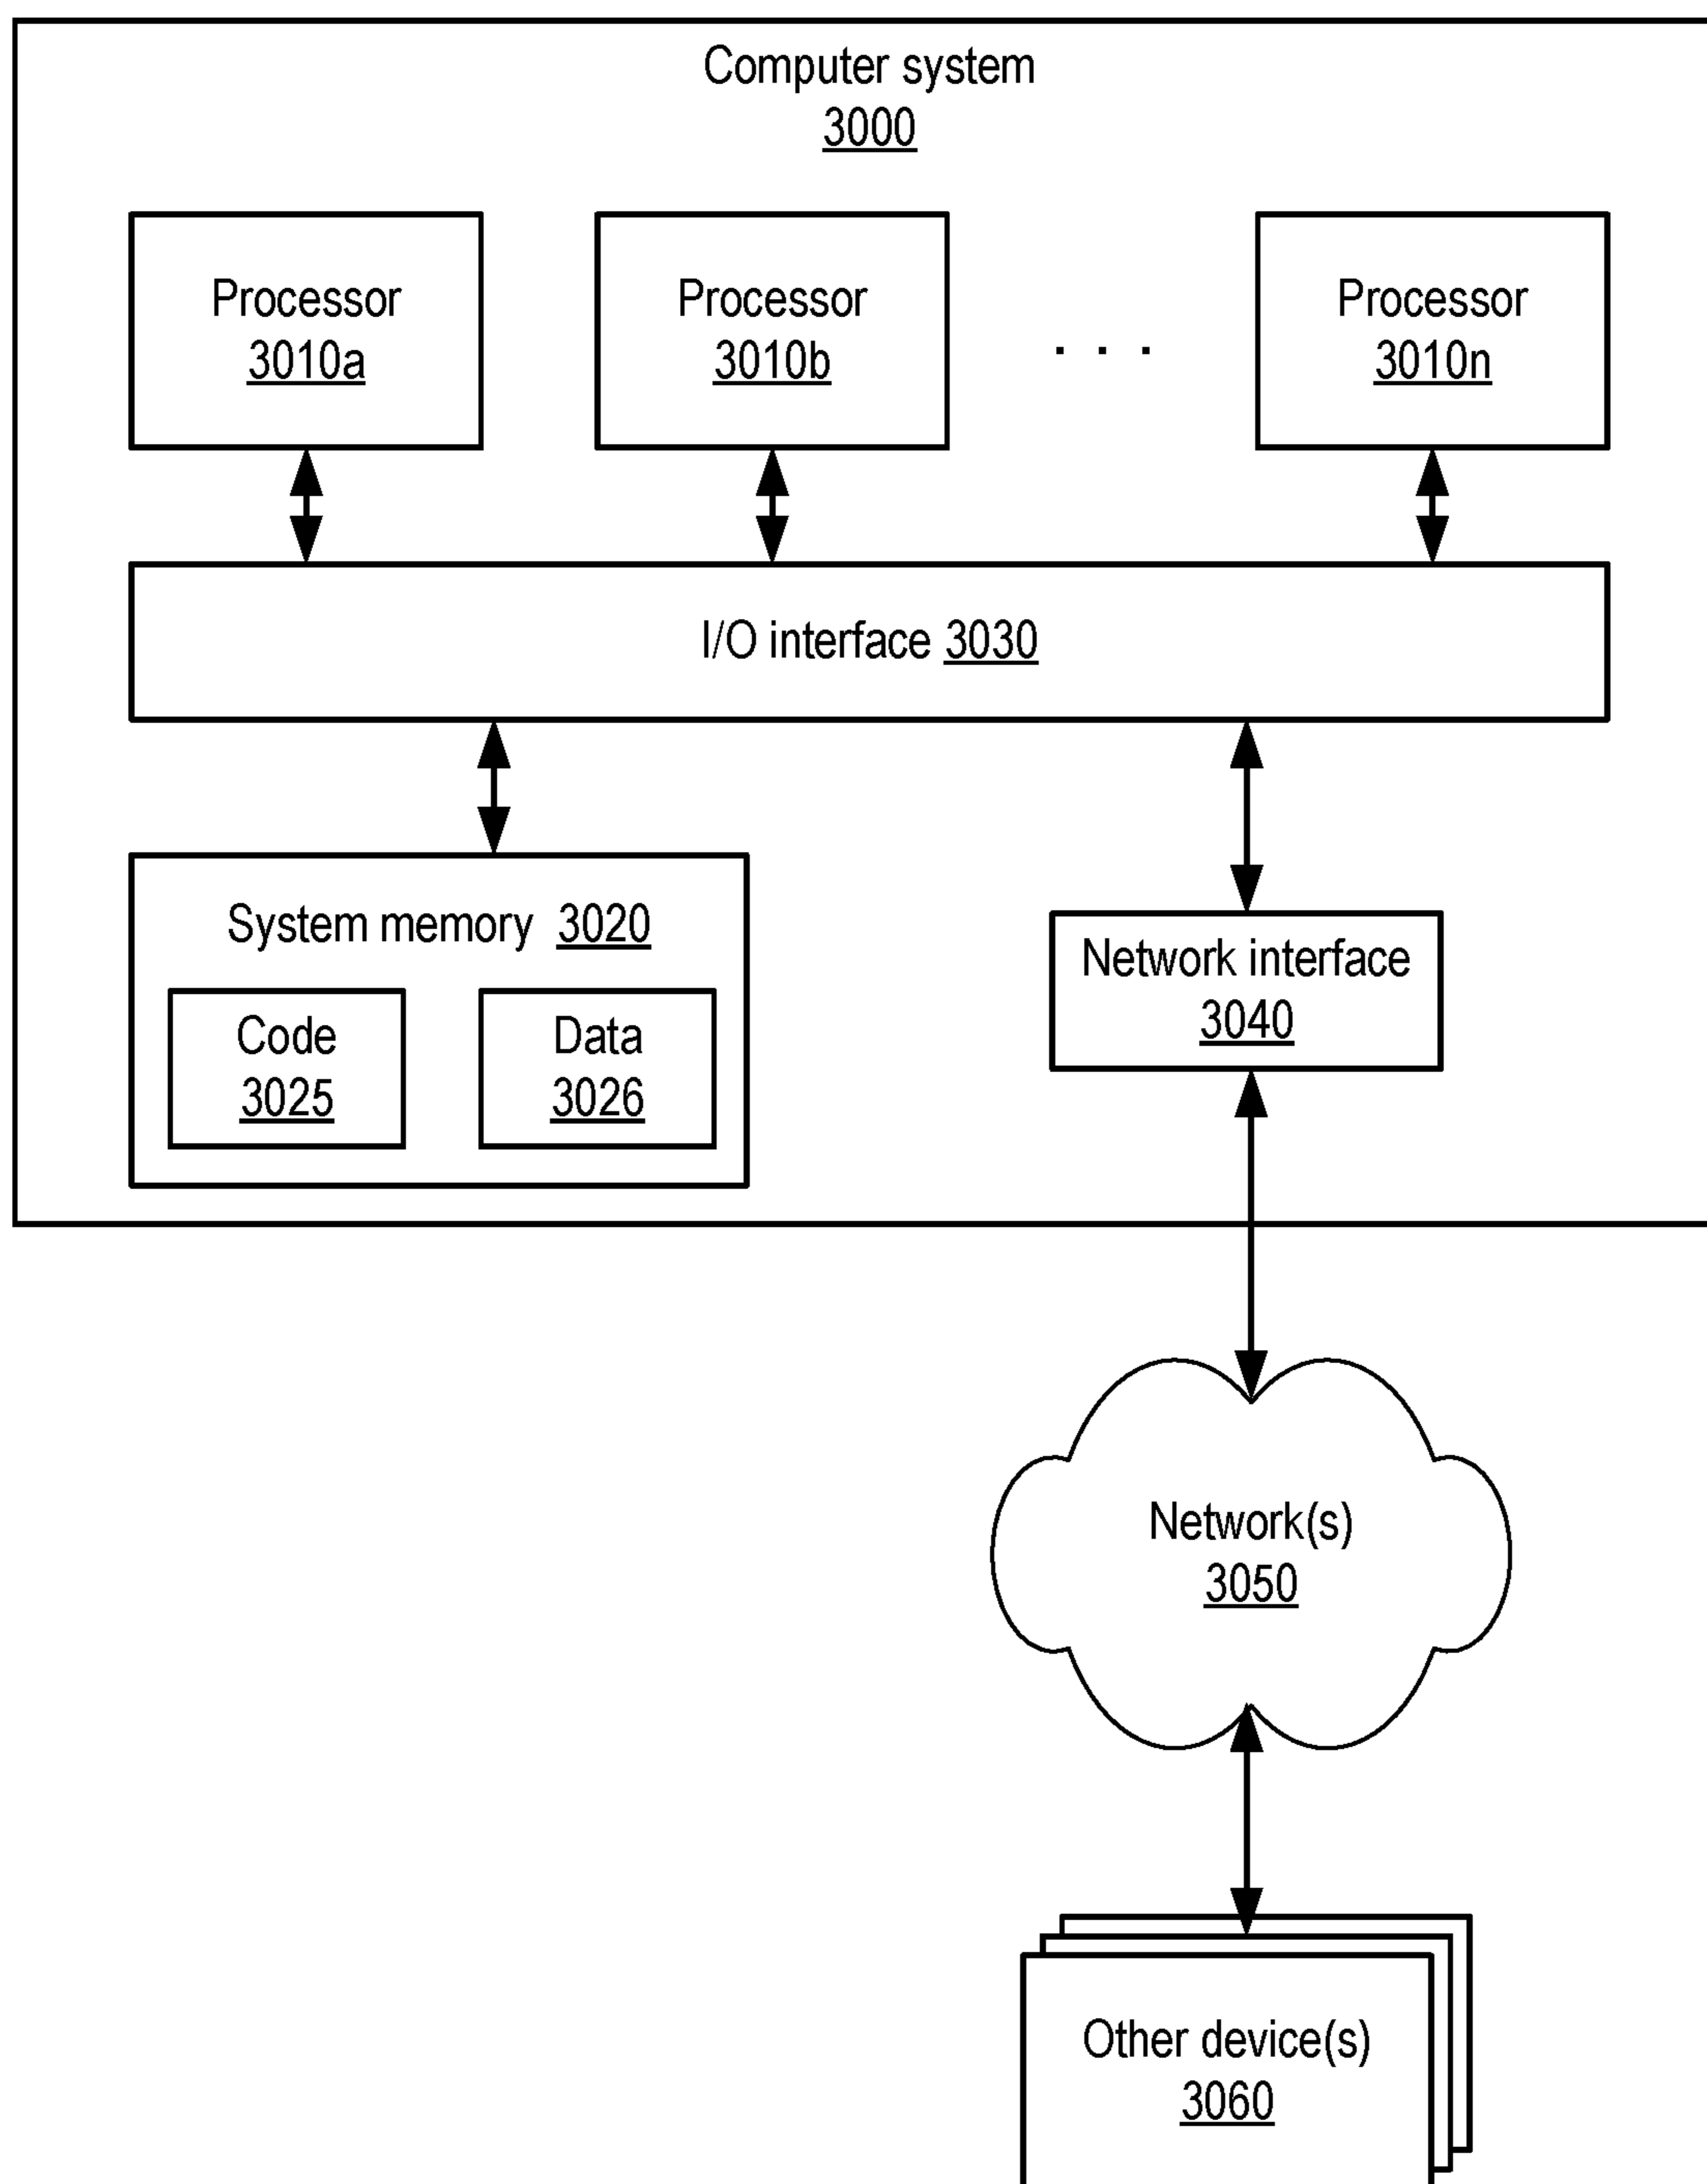 Computer system
3000
Processor
3010a
Processor
3010b
. . .
Processor
3010n
I/O interface 3030
System memory 3020
Code
3025
Data
3026
Network interface
3040
Network(s)
3050
Other device(s)
3060